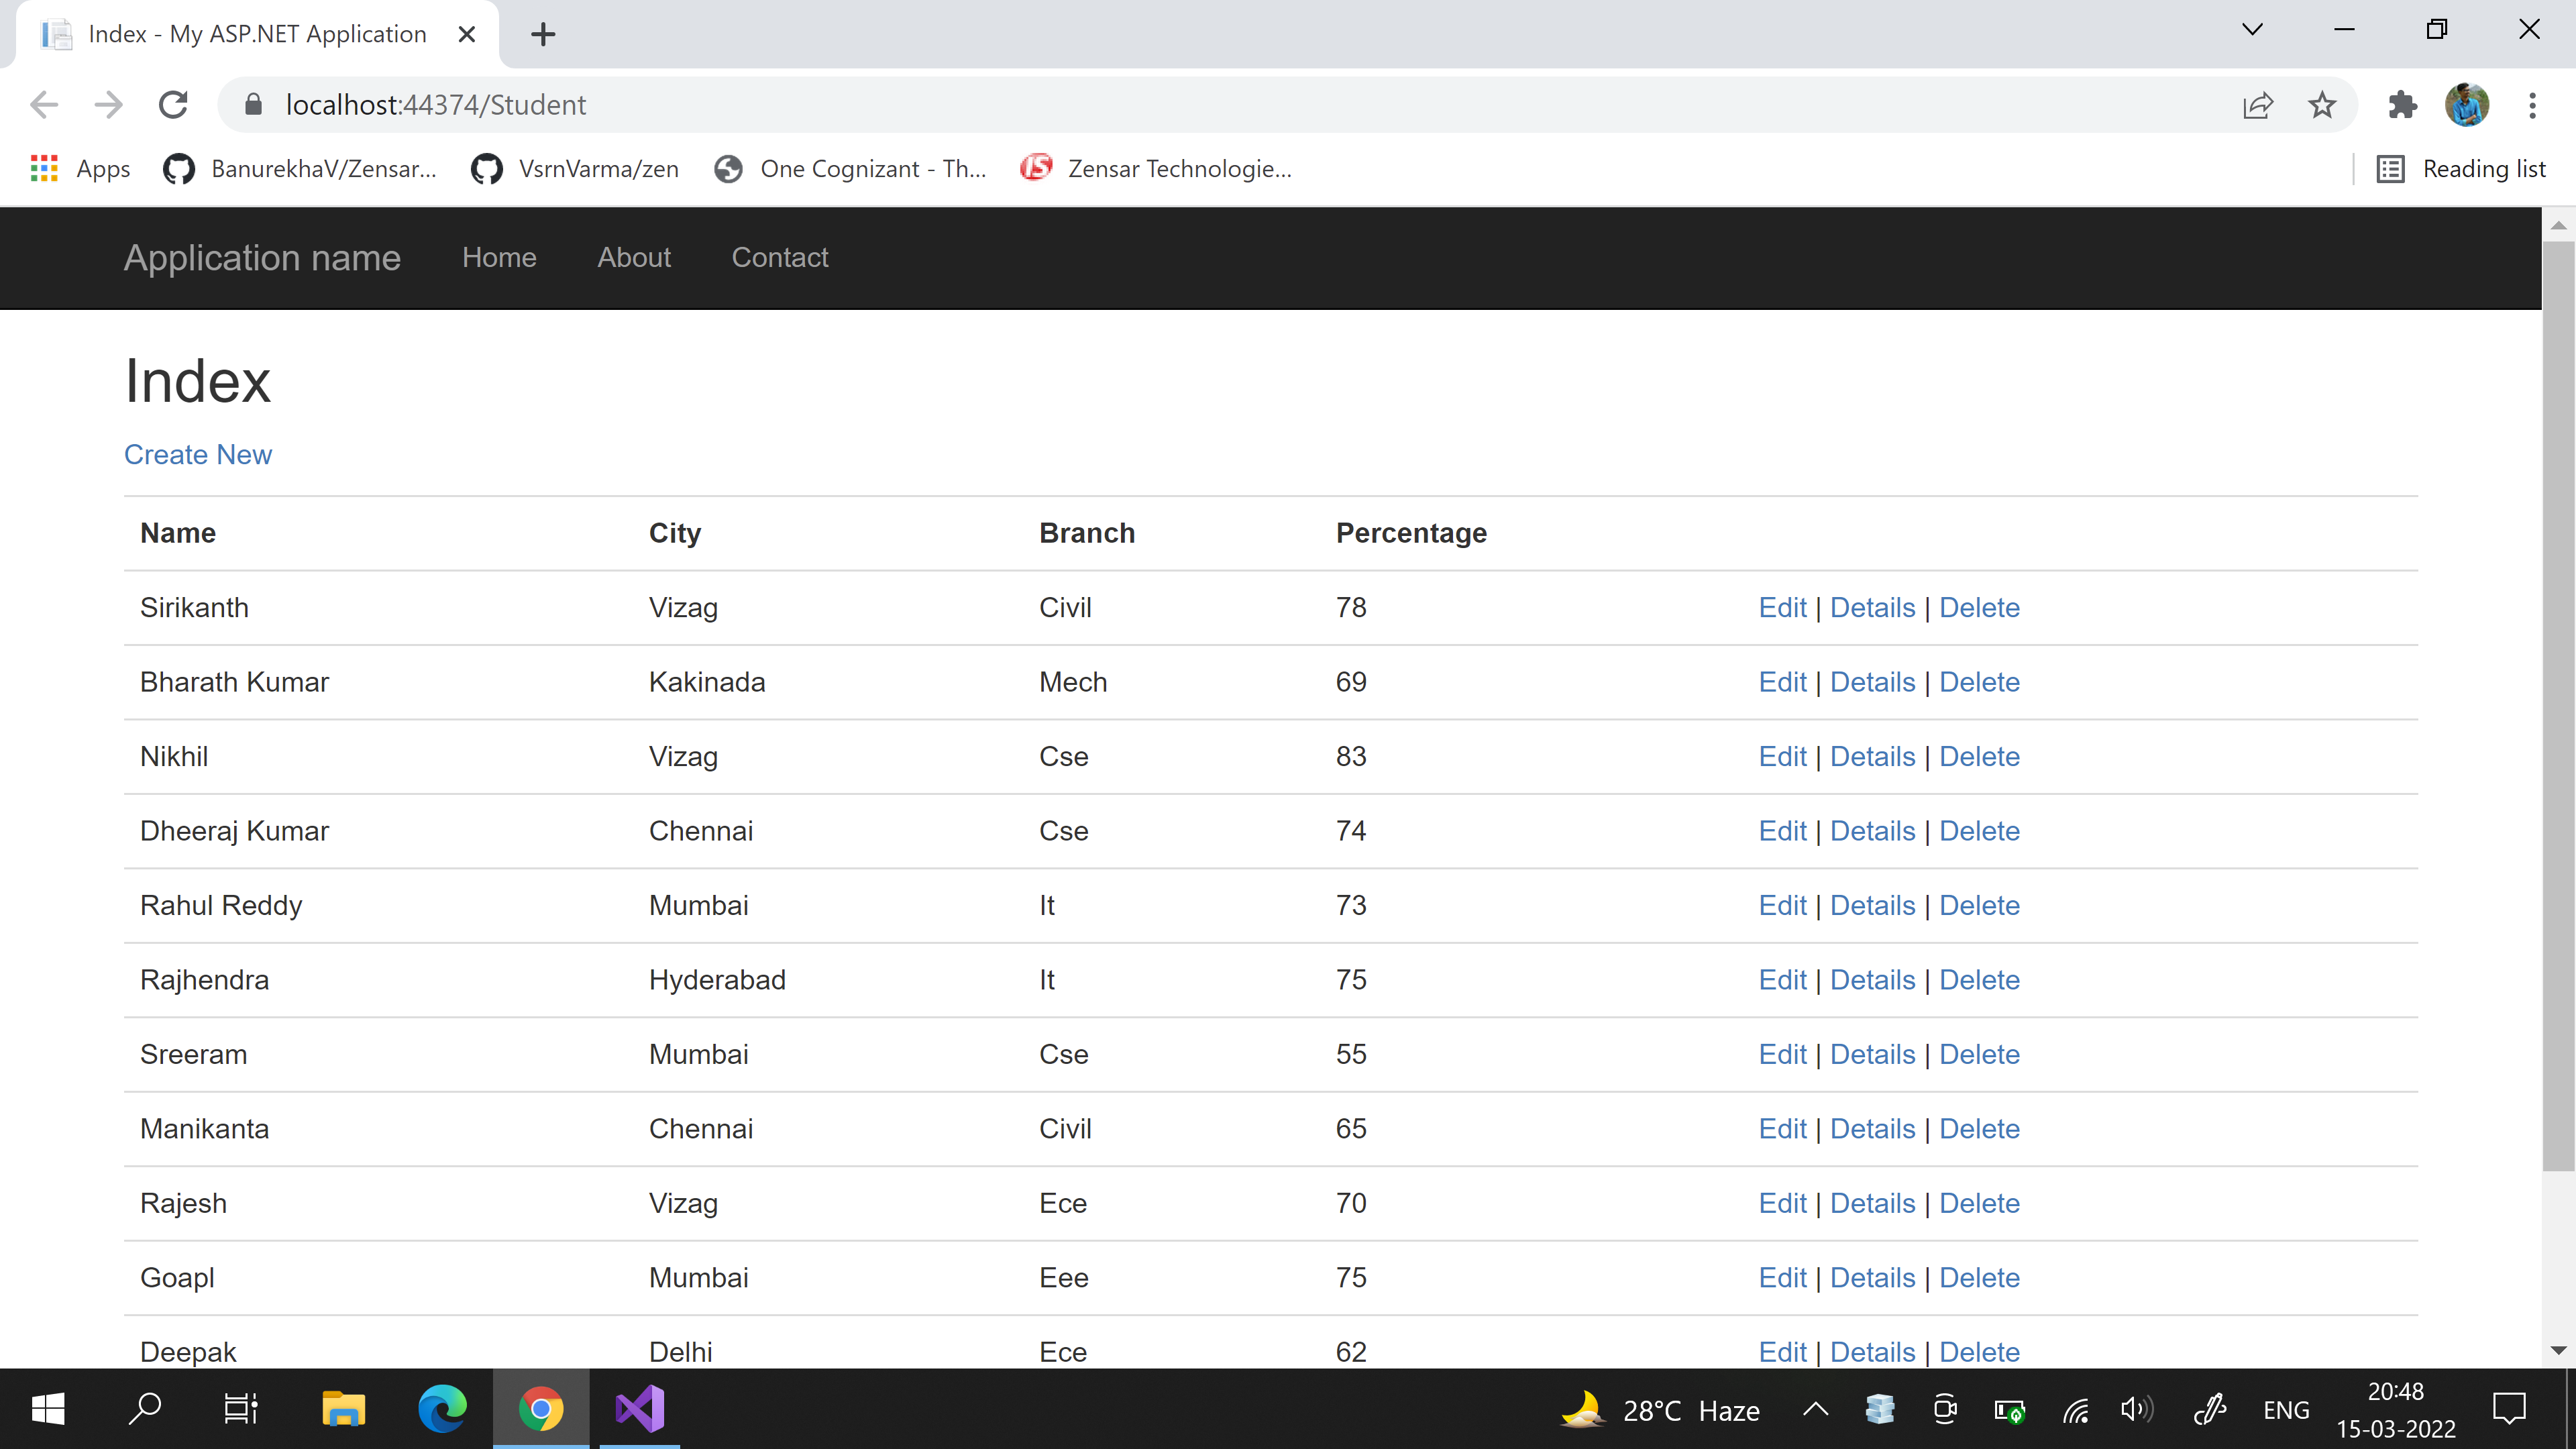 Index - My ASP.NET Application
localhost:44374/Student
Apps BanurekhaV/Zensar... VsrnVarma/zen One Cognizant - Th... Zensar Technologie... Reading list
Application name Home About Contact
Index
Create New
Name City Branch Percentage
Sirikanth Vizag Civil 78 Edit | Details | Delete
Bharath Kumar Kakinada Mech 69 Edit | Details | Delete
Nikhil Vizag Cse 83 Edit | Details | Delete
Dheeraj Kumar Chennai Cse 74 Edit | Details | Delete
Rahul Reddy Mumbai It 73 Edit | Details | Delete
Rajhendra Hyderabad It 75 Edit | Details | Delete
Sreeram Mumbai Cse 55 Edit | Details | Delete
Manikanta Chennai Civil 65 Edit | Details | Delete
Rajesh Vizag Ece 70 Edit | Details | Delete
Goapl Mumbai Eee 75 Edit | Details | Delete
Deepak Delhi Ece 62 Edit | Details | Delete
28°C Haze ENG 20:48
15-03-2022